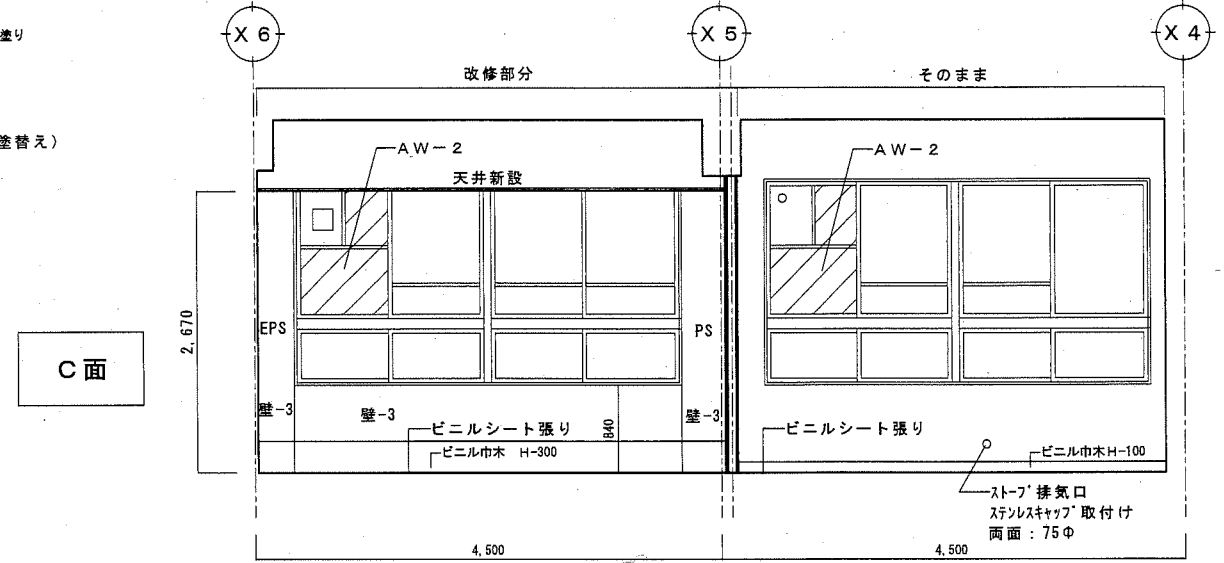 塗り
X 6
X 5
X 4
改修部分
そのまま
塗替え)
AW-2
AW-2
天井新設
2,670
EPS
PS
C面
壁-3
壁-3
壁-3
840
ビニルシート張り
ビニルシート張り
ビニル巾木 H-300
ビニル巾木H-100
ストーブ排気口
ステンレスキャップ取付け
両面:75Φ
4,500
4,500